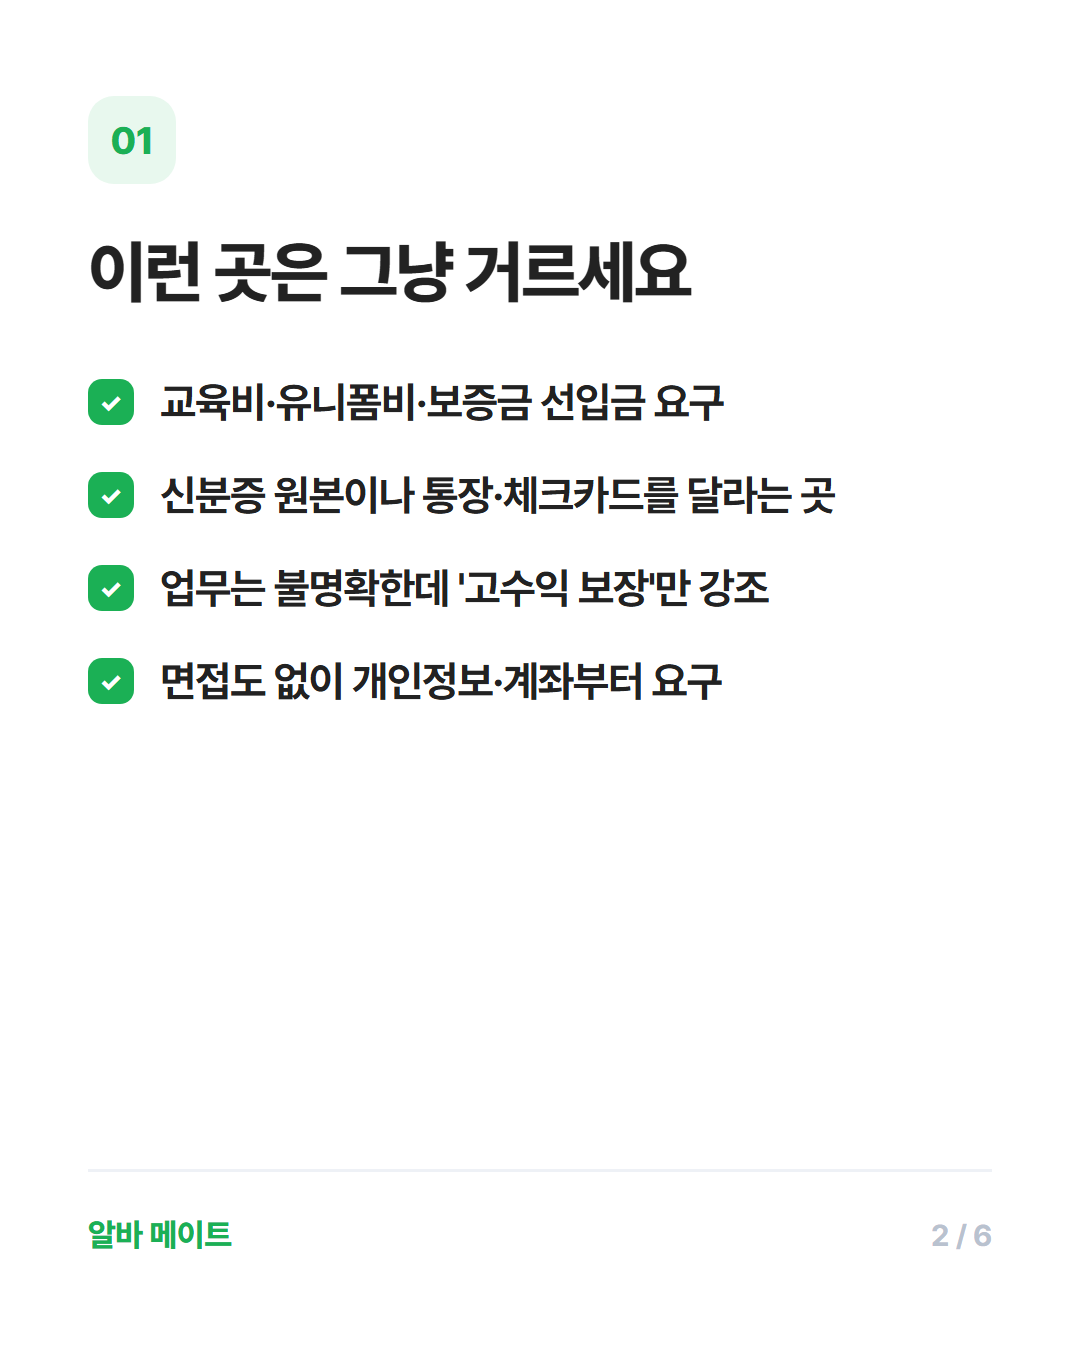 01
이런 곳은 그냥 거르세요
교육비·유니폼비·보증금 선입금 요구
신분증 원본이나 통장·체크카드를 달라는 곳
업무는 불명확한데 '고수익 보장'만 강조
면접도 없이 개인정보·계좌부터 요구
알바 메이트
2 / 6